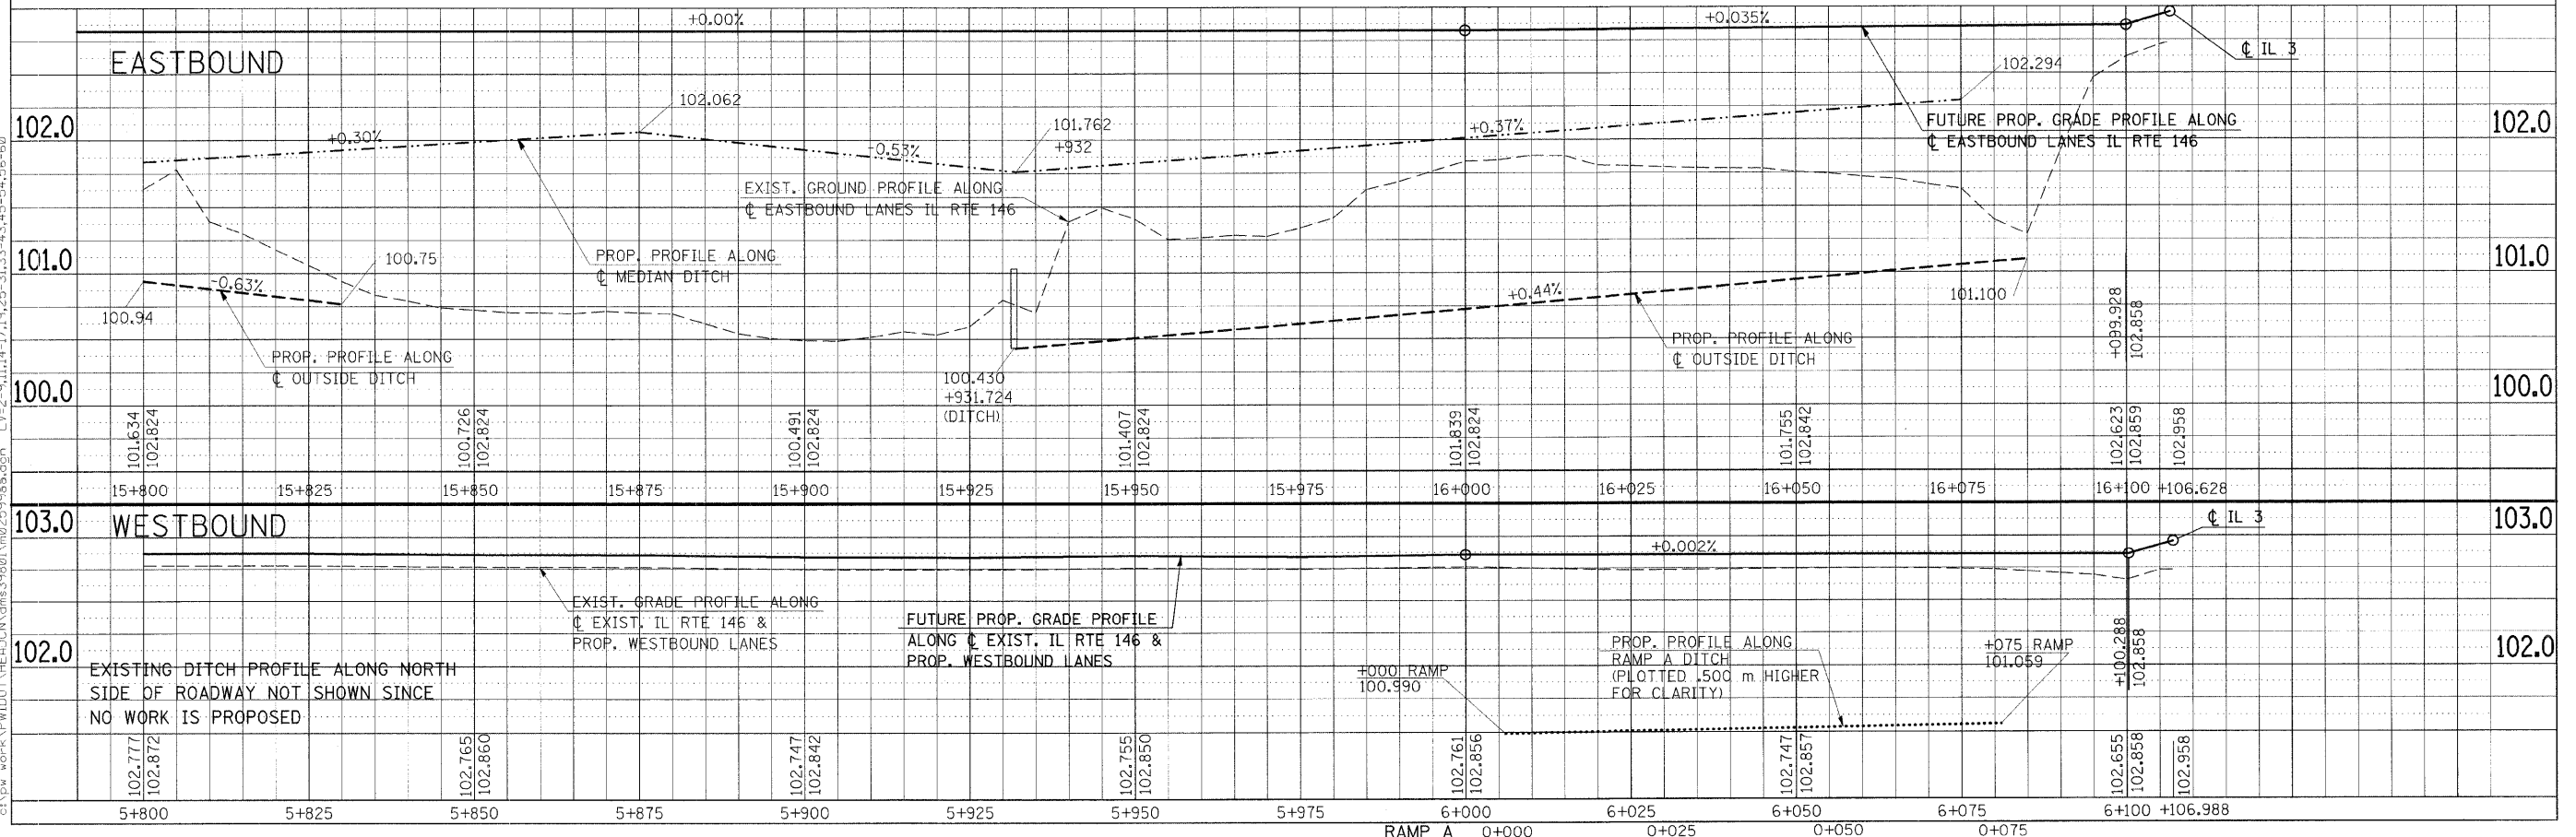 +0.00%
+0.035%
EASTBOUND
℄ IL 3
102.294
102.062
102.0
+0.30%
-0.53%
101.762
+932
+0.37%
FUTURE PROP. GRADE PROFILE ALONG
℄ EASTBOUND LANES IL RTE 146
102.0
EXIST. GROUND PROFILE ALONG
℄ EASTBOUND LANES IL RTE 146
101.0
-0.63%
100.75
PROP. PROFILE ALONG
℄ MEDIAN DITCH
+0.44%
101.100
101.0
100.94
PROP. PROFILE ALONG
℄ OUTSIDE DITCH
100.430
+931.724
(DITCH)
PROP. PROFILE ALONG
℄ OUTSIDE DITCH
+099.928
102.858
100.0
100.0
101.634
102.824
100.726
102.824
100.491
102.824
101.407
102.824
101.839
102.824
101.755
102.842
102.623
102.859
102.958
15+800 15+825 15+850 15+875 15+900 15+925 15+950 15+975 16+000 16+025 16+050 16+075 16+100 +106.628
103.0
WESTBOUND
℄ IL 3
103.0
+0.002%
EXIST. GRADE PROFILE ALONG
℄ EXIST. IL RTE 146 &
PROP. WESTBOUND LANES
FUTURE PROP. GRADE PROFILE
ALONG ℄ EXIST. IL RTE 146 &
PROP. WESTBOUND LANES
102.0
EXISTING DITCH PROFILE ALONG NORTH
SIDE OF ROADWAY NOT SHOWN SINCE
NO WORK IS PROPOSED
+000 RAMP
100.990
PROP. PROFILE ALONG
RAMP A DITCH
(PLOTTED .500 m HIGHER
FOR CLARITY)
+075 RAMP
101.059
+100.288
102.858
102.0
102.777
102.872
102.765
102.860
102.747
102.842
102.755
102.850
102.761
102.856
102.747
102.857
102.655
102.858
102.958
5+800 5+825 5+850 5+875 5+900 5+925 5+950 5+975 6+000 6+025 6+050 6+075 6+100 +106.988
RAMP A 0+000 0+025 0+050 0+075